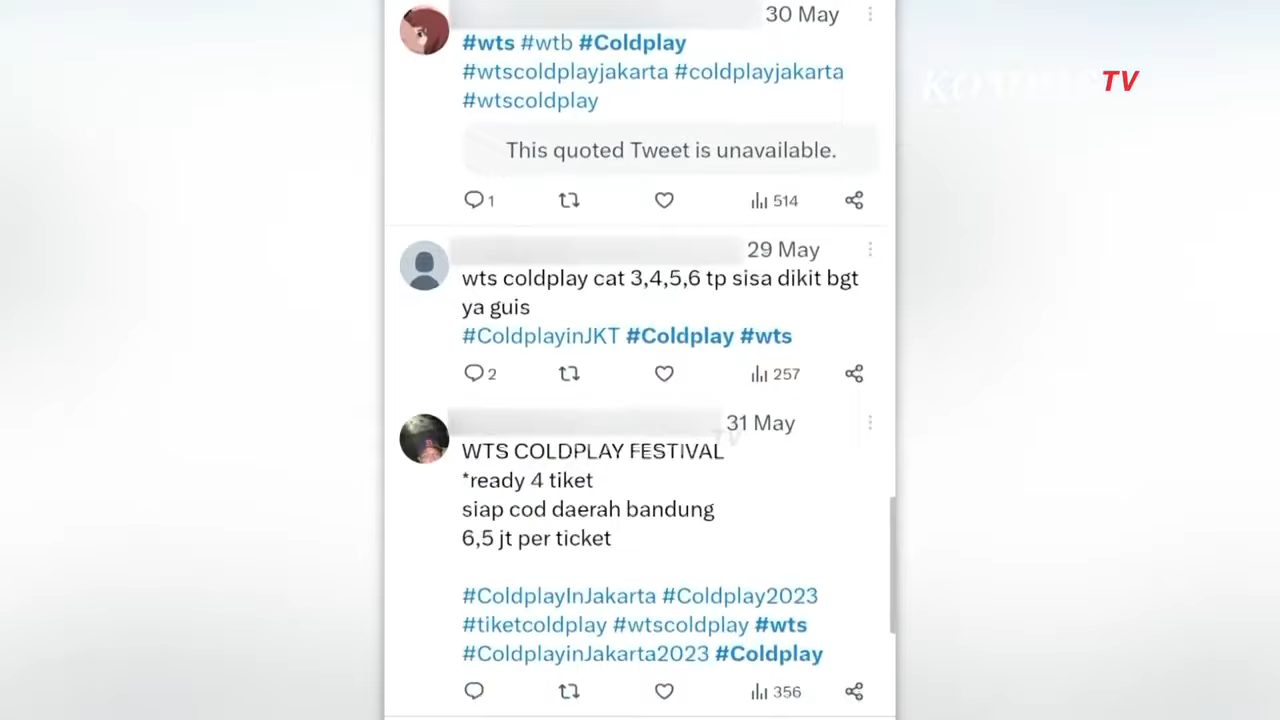 30 May
#wts #wtb #Coldplay
#wtscoldplayjakarta #coldplayjakarta
#wtscoldplay
This quoted Tweet is unavailable.
1
514
29 May
wts coldplay cat 3,4,5,6 tp sisa dikit bgt
ya guis
#ColdplayinJKT #Coldplay #wts
2
257
31 May
WTS COLDPLAY FESTIVAL
*ready 4 tiket
siap cod daerah bandung
6,5 jt per ticket
#ColdplayInJakarta #Coldplay2023
#tiketcoldplay #wtscoldplay #wts
#ColdplayinJakarta2023 #Coldplay
356
KOMPAS TV